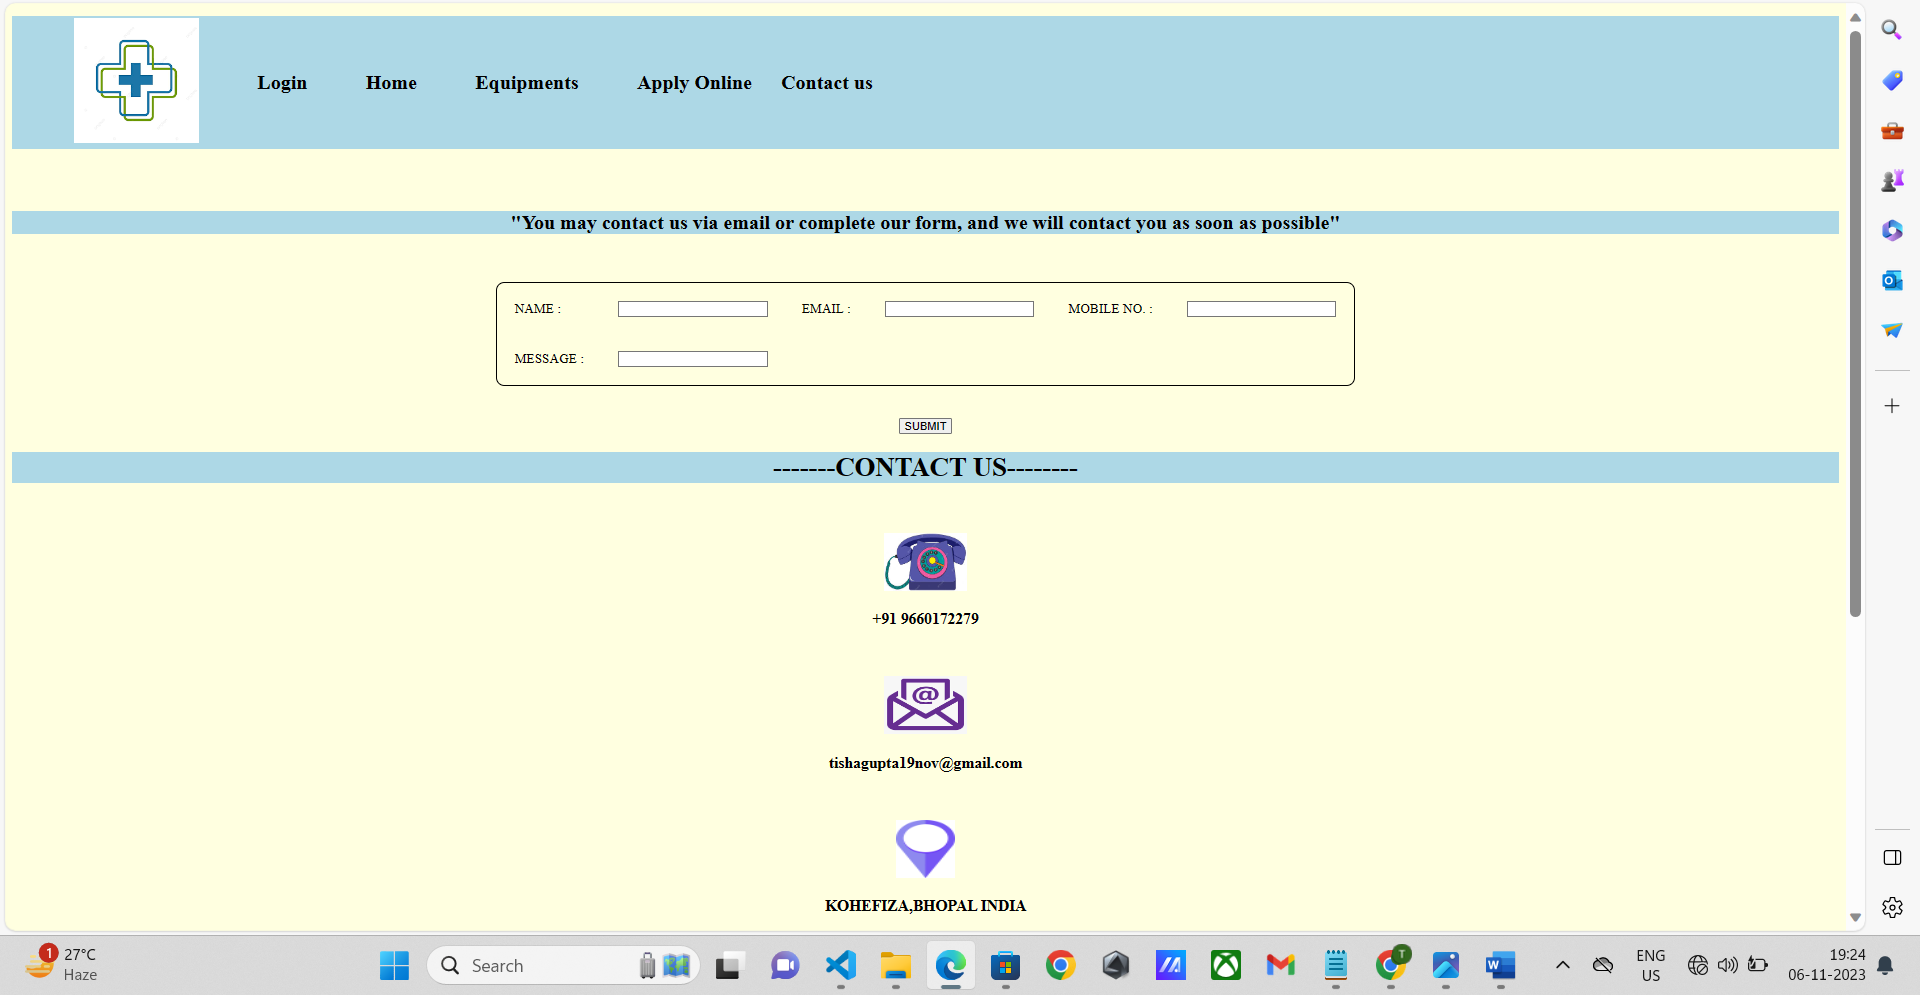 Login Home Equipments Apply Online Contact us
"You may contact us via email or complete our form, and we will contact you as soon as possible"
NAME : EMAIL : MOBILE NO. :
MESSAGE :
SUBMIT
-------CONTACT US--------
+91 9660172279
@
tishagupta19nov@gmail.com
KOHEFIZA,BHOPAL INDIA
1
27°C
Haze
Search
T
W
ENG
US
19:24
06-11-2023